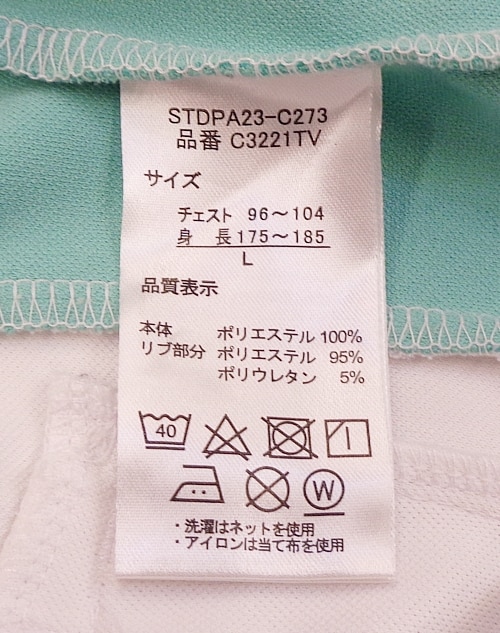 STDPA23-C273
品番 C3221TV
サイズ
チェスト 96〜104
身 長 175〜185
L
品質表示
本体 ポリエステル 100%
リブ部分 ポリエステル 95%
ポリウレタン 5%
40
W
・洗濯はネットを使用
・アイロンは当て布を使用